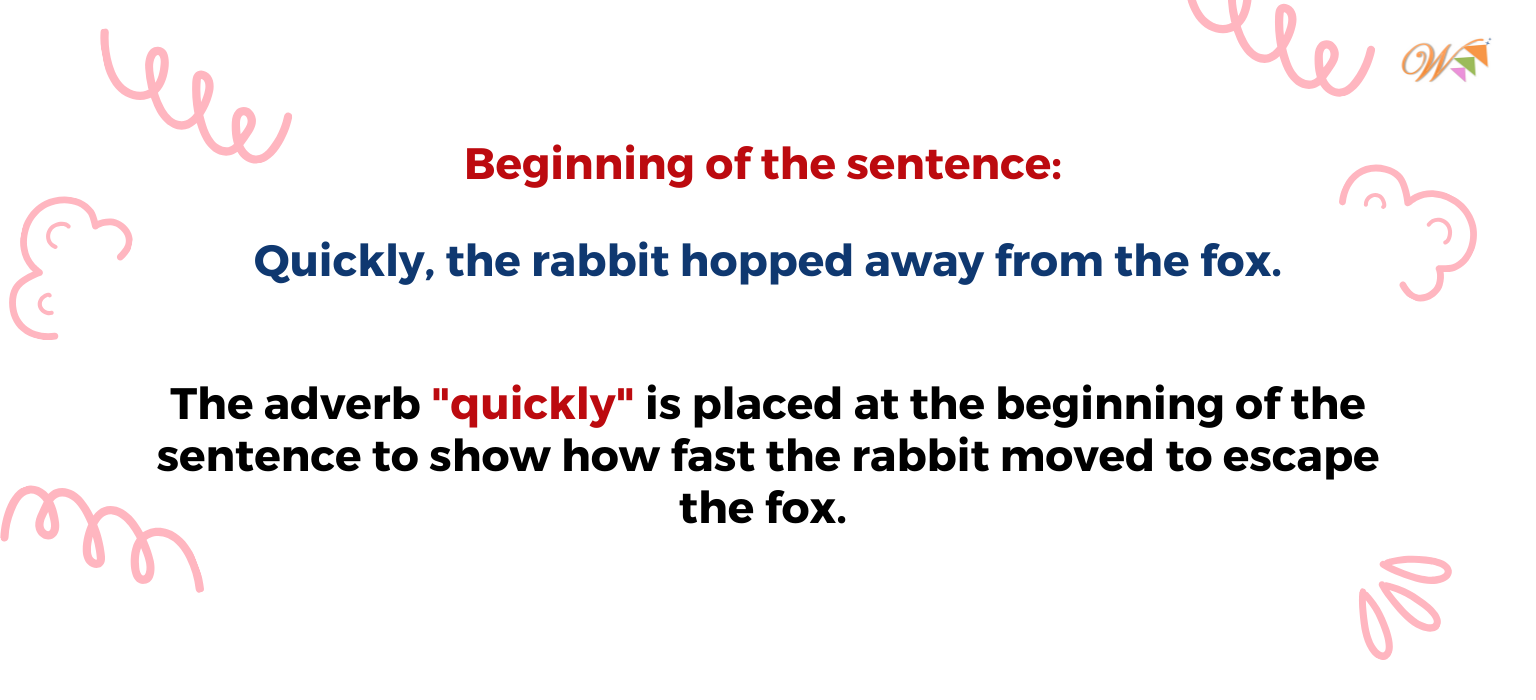 Beginning of the sentence:
Quickly, the rabbit hopped away from the fox.
The adverb "quickly" is placed at the beginning of the
sentence to show how fast the rabbit moved to escape
the fox.